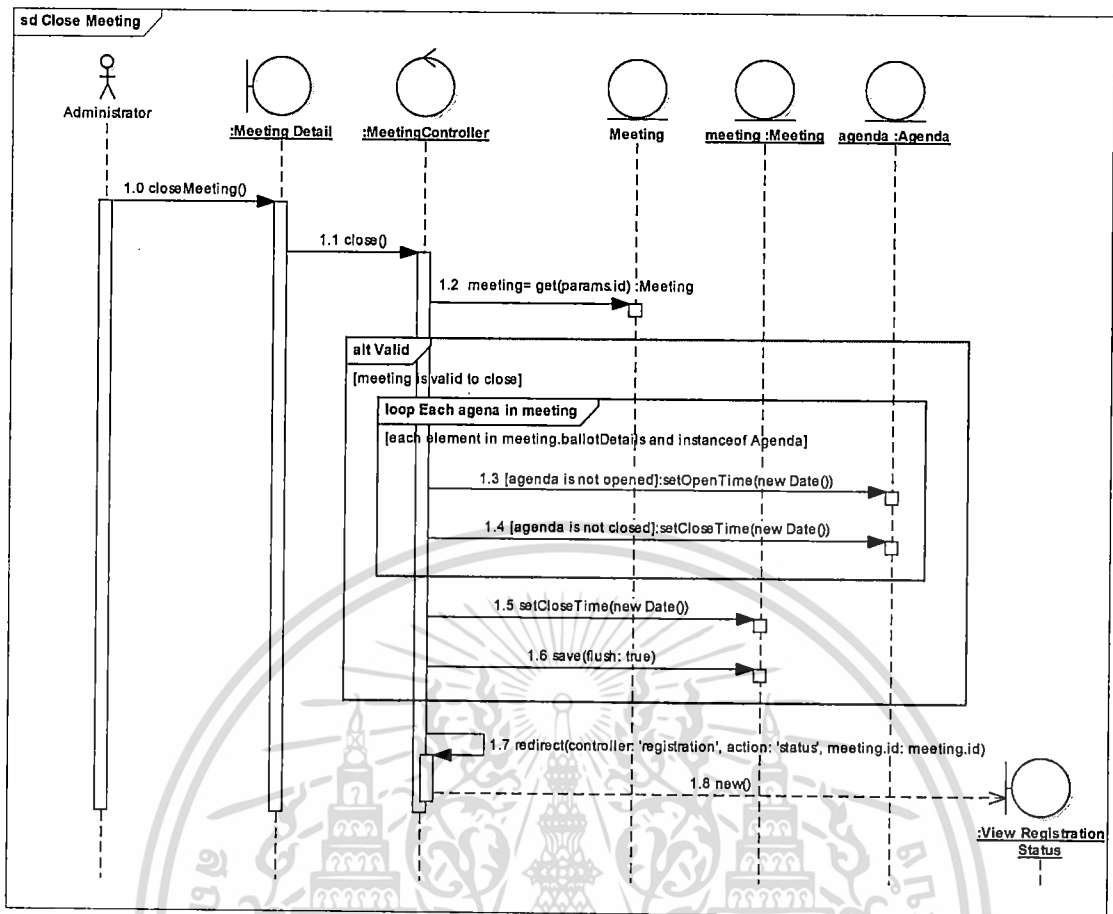 sd Close Meeting
Administrator
:Meeting Detail
:MeetingController
Meeting
meeting :Meeting
agenda :Agenda
1.0 closeMeeting()
1.1 close()
1.2 meeting= get(params.id) :Meeting
alt Valid
[meeting is valid to close]
loop Each agena in meeting
[each element in meeting.ballotDetails and instanceof Agenda]
1.3 [agenda is not opened]:setOpenTime(new Date())
1.4 [agenda is not closed]:setCloseTime(new Date())
1.5 setCloseTime(new Date())
1.6 save(flush: true)
1.7 redirect(controller: 'registration', action: 'status', meeting.id: meeting.id)
1.8 new()
:View Registration
Status